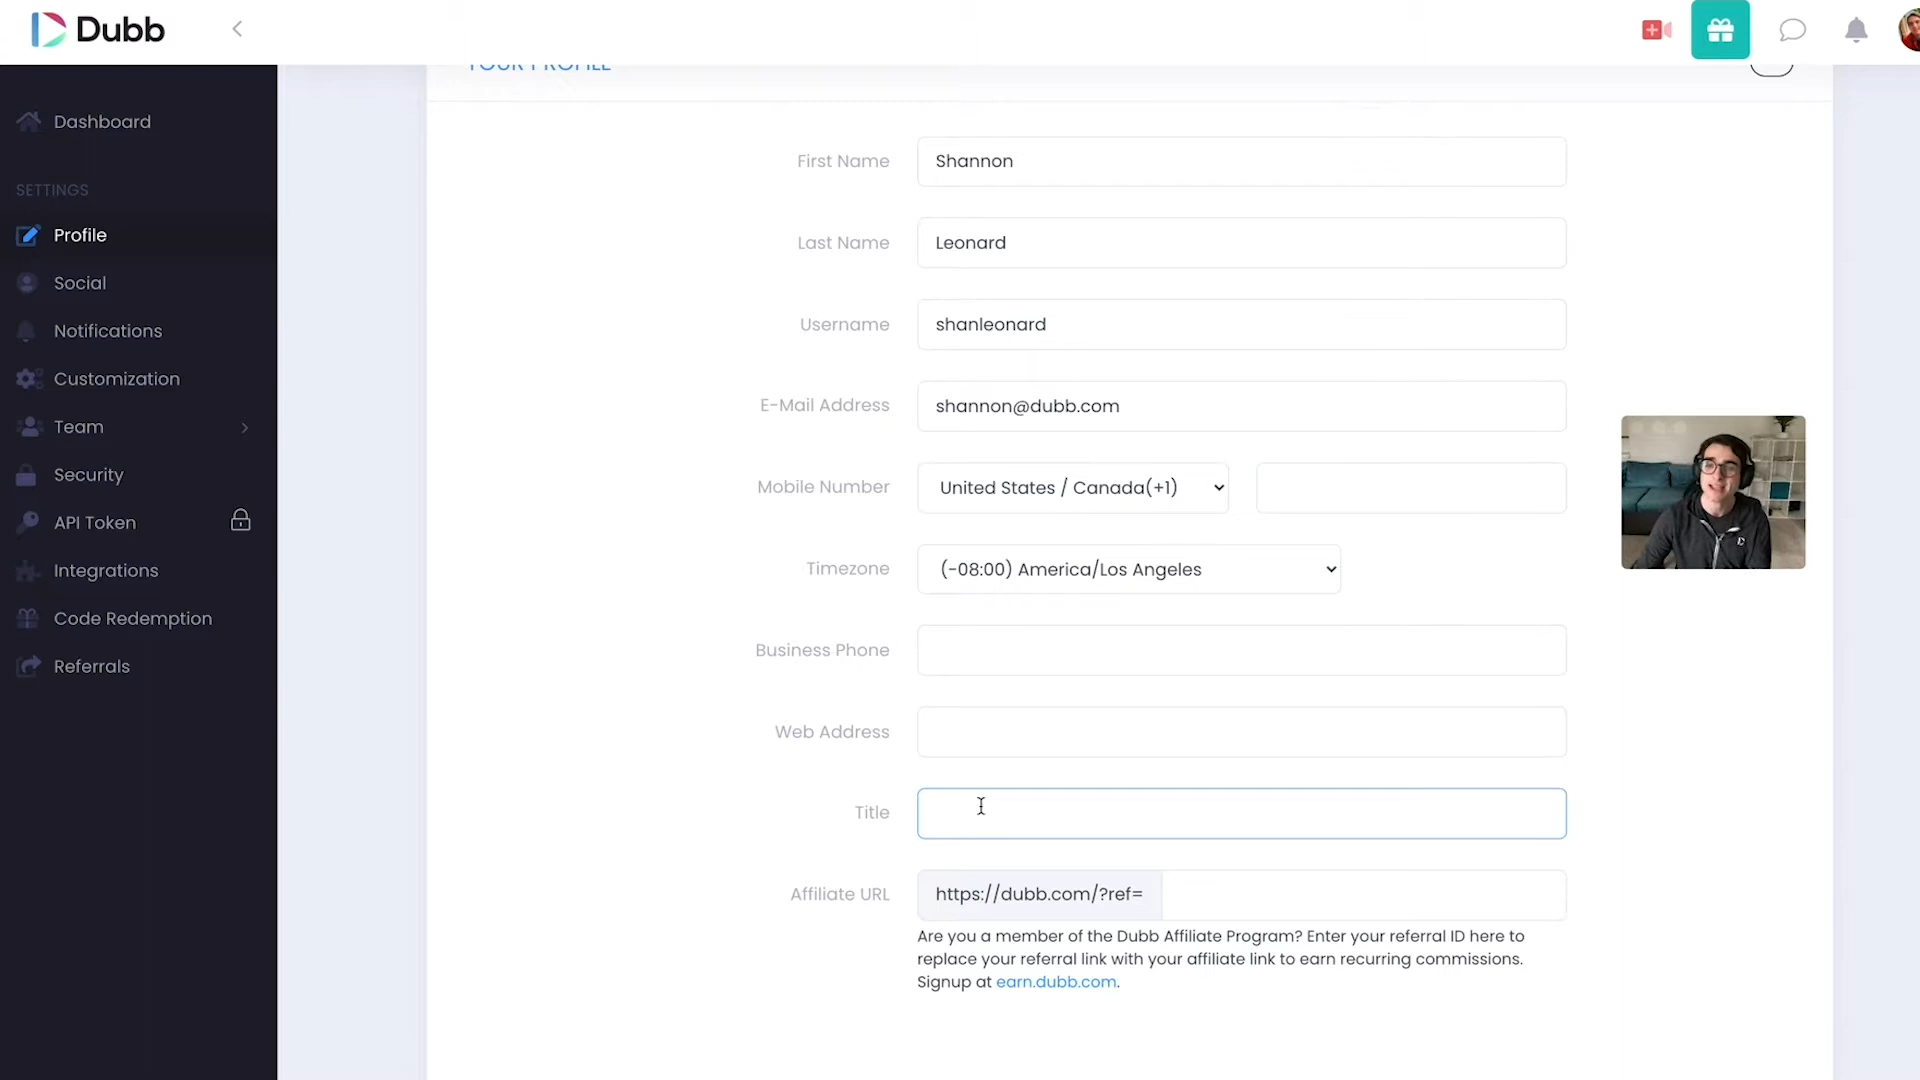 Dubb
YOUR PROFILE
Dashboard
SETTINGS
Profile
Social
Notifications
Customization
Team
Security
API Token
Integrations
Code Redemption
Referrals
First Name
Shannon
Last Name
Leonard
Username
shanleonard
E-Mail Address
shannon@dubb.com
Mobile Number
United States / Canada(+1)
Timezone
(-08:00) America/Los Angeles
Business Phone
Web Address
Title
Affiliate URL
https://dubb.com/?ref=
Are you a member of the Dubb Affiliate Program? Enter your referral ID here to
replace your referral link with your affiliate link to earn recurring commissions.
Signup at earn.dubb.com.